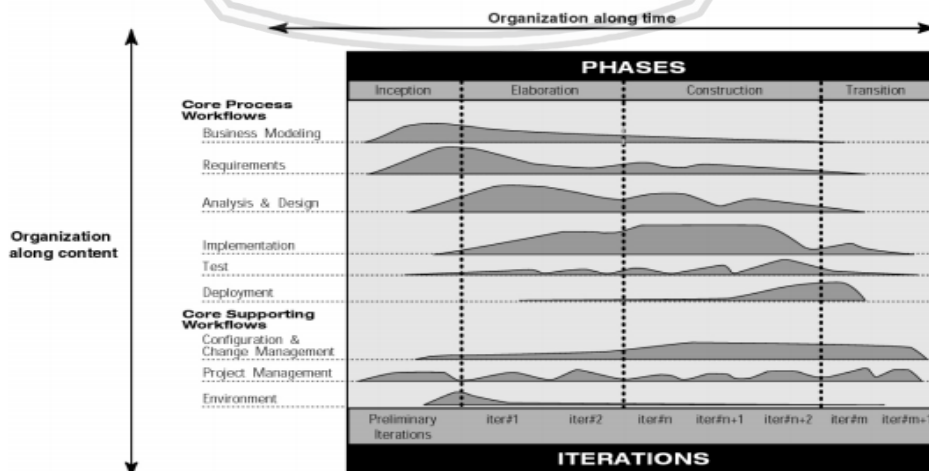 Organization along time
PHASES
Inception Elaboration Construction Transition
Core Process
Workflows
Business Modeling
Requirements
Analysis & Design
Implementation
Test
Deployment
Core Supporting
Workflows
Configuration &
Change Management
Project Management
Environment
Organization
along content
Preliminary
Iterations
iter#1 iter#2 iter#n iter#n+1 iter#n+2 iter#m iter#m+1
ITERATIONS